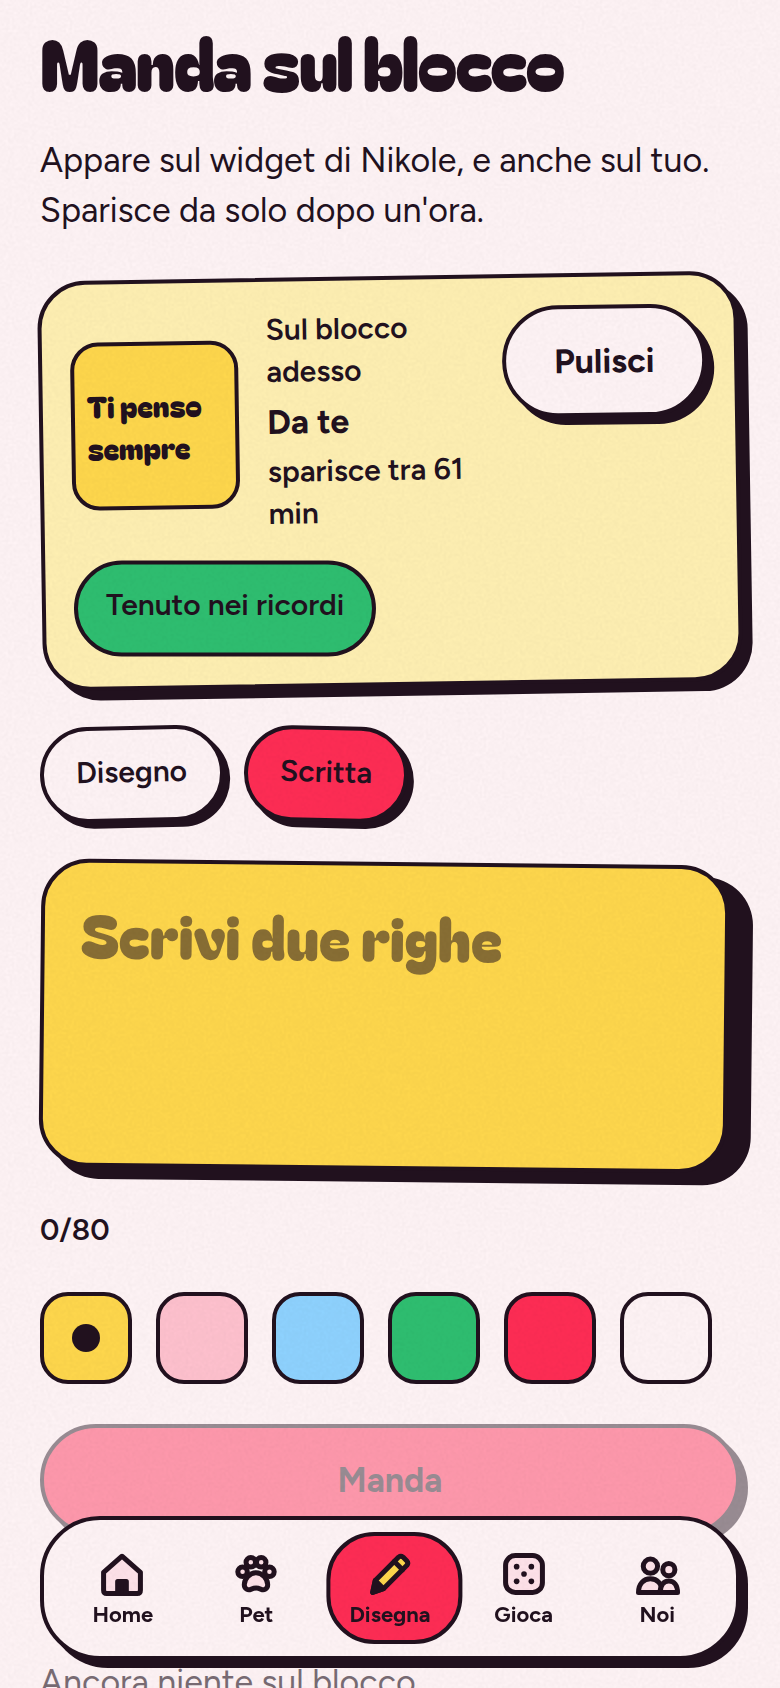 Manda sul blocco
Appare sul widget di Nikole, e anche sul tuo.
Sparisce da solo dopo un'ora.
Ti penso
sempre
Sul blocco
adesso
Da te
sparisce tra 61
min
Pulisci
Tenuto nei ricordi
Disegno
Scritta
Scrivi due righe
0/80
Manda
Home
Pet
Disegna
Gioca
Noi
Ancora niente sul blocco